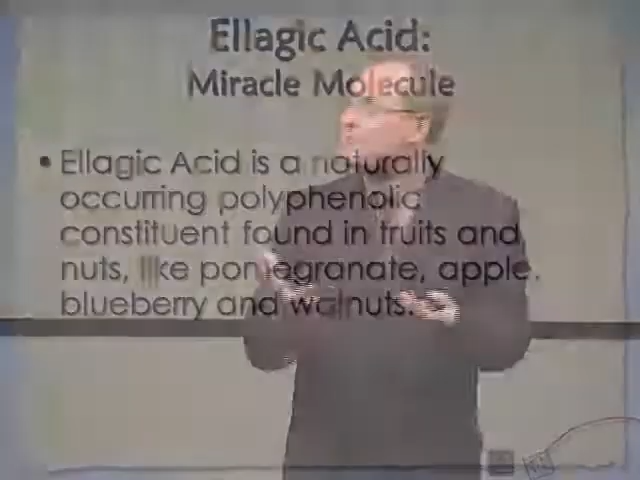 Ellagic Acid:
Miracle Molecule
• Ellagic Acid is a naturally
occurring polyphenolic
constituent found in fruits and
nuts, like pomegranate, apple,
blueberry and walnuts.